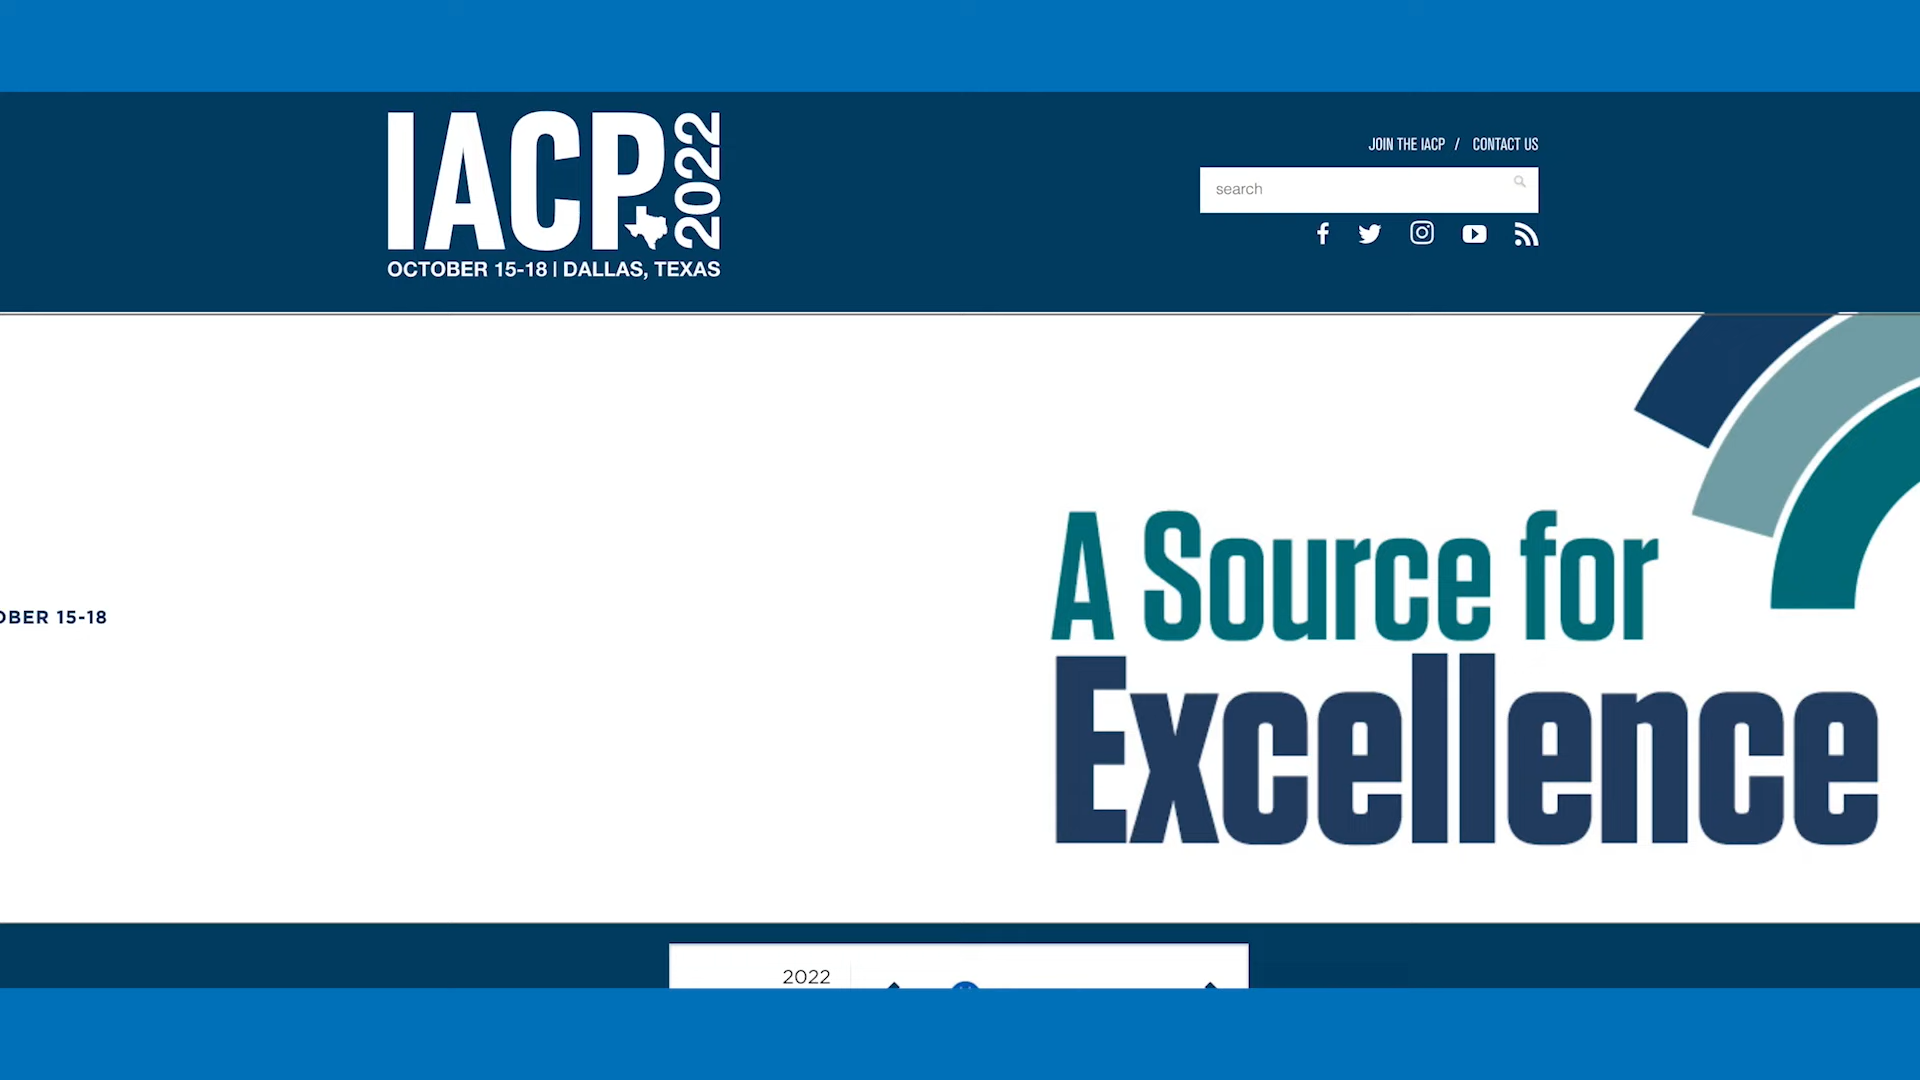 IACP 2022
OCTOBER 15-18 | DALLAS, TEXAS
JOIN THE IACP / CONTACT US
search
OBER 15-18
A Source for
Excellence
2022